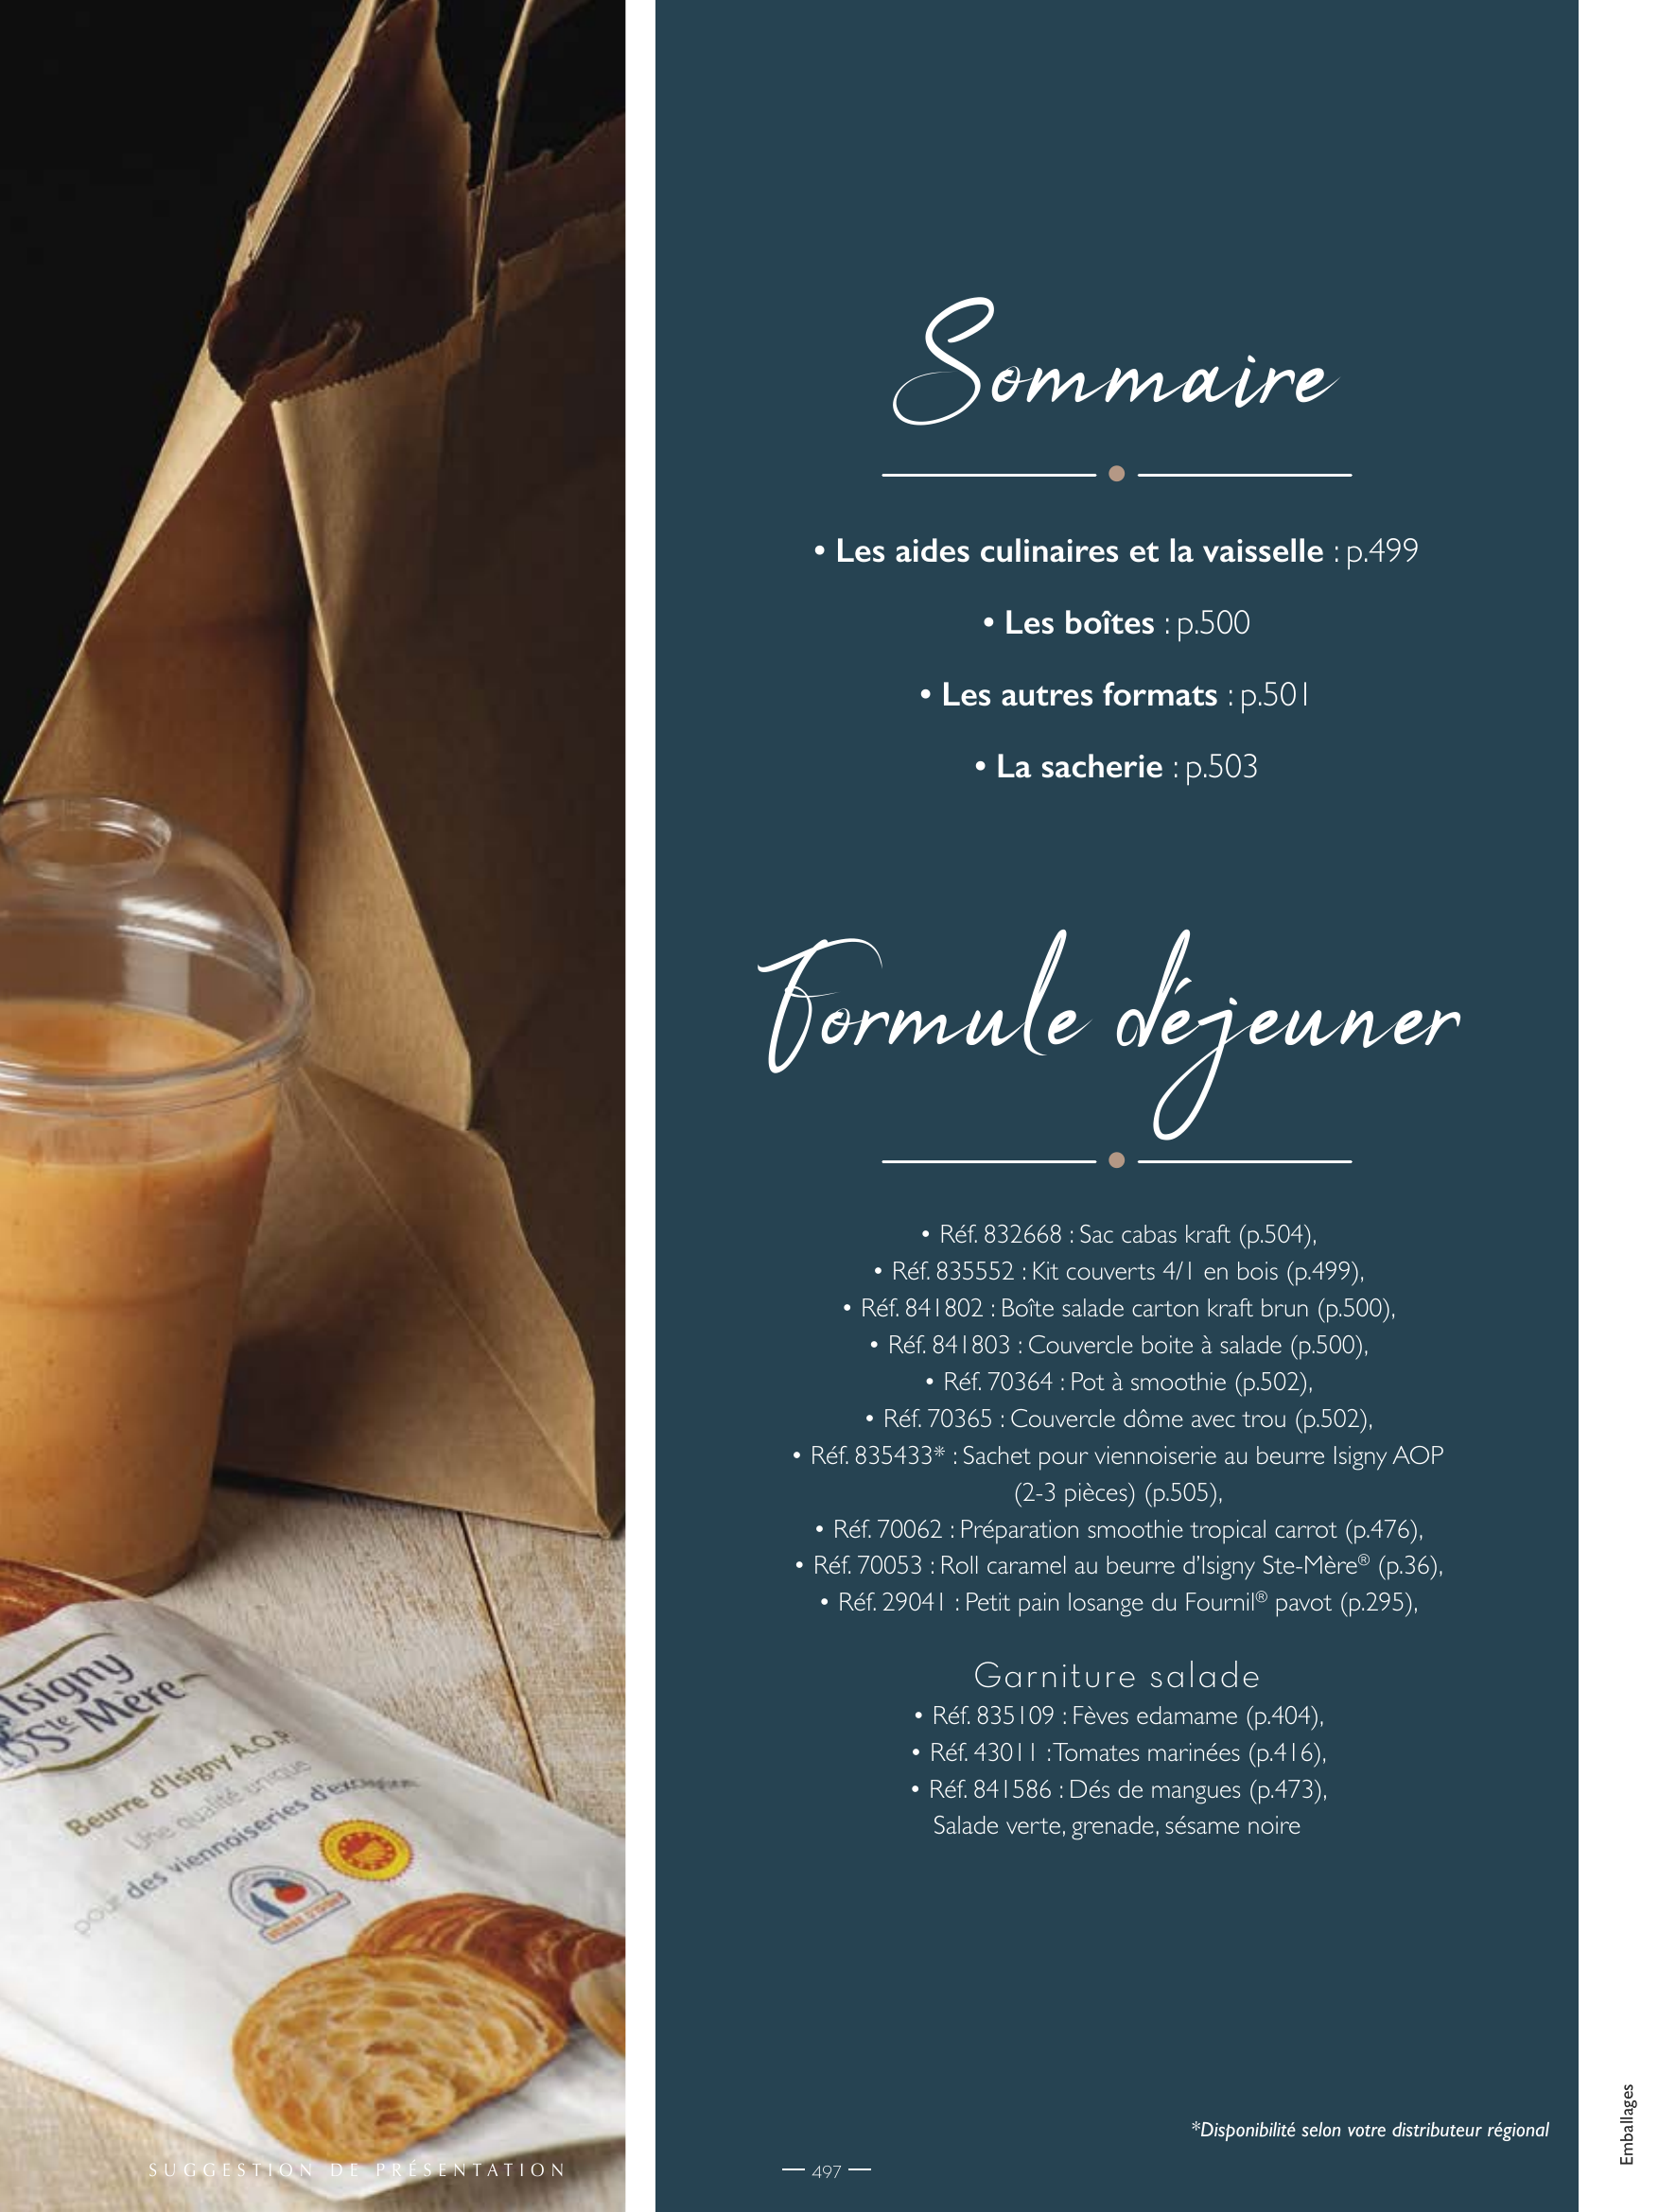 Sommaire
• Les aides culinaires et la vaisselle : p.499
• Les boîtes : p.500
• Les autres formats : p.501
• La sacherie : p.503
Formule déjeuner
• Réf. 832668 : Sac cabas kraft (p.504),
• Réf. 835552 : Kit couverts 4/1 en bois (p.499),
• Réf. 841802 : Boîte salade carton kraft brun (p.500),
• Réf. 841803 : Couvercle boite à salade (p.500),
• Réf. 70364 : Pot à smoothie (p.502),
• Réf. 70365 : Couvercle dôme avec trou (p.502),
• Réf. 835433* : Sachet pour viennoiserie au beurre Isigny AOP
(2-3 pièces) (p.505),
• Réf. 70062 : Préparation smoothie tropical carrot (p.476),
• Réf. 70053 : Roll caramel au beurre d'Isigny Ste-Mère® (p.36),
• Réf. 29041 : Petit pain losange du Fournil® pavot (p.295),
Garniture salade
• Réf. 835109 : Fèves edamame (p.404),
• Réf. 43011 : Tomates marinées (p.416),
• Réf. 841586 : Dés de mangues (p.473),
Salade verte, grenade, sésame noire
*Disponibilité selon votre distributeur régional
— 497 —
Emballages
Isigny
Ste Mère
Beurre d'Isigny A.O.P.
Une qualité unique
pour des viennoiseries d'exception
SUGGESTION DE PRÉSENTATION